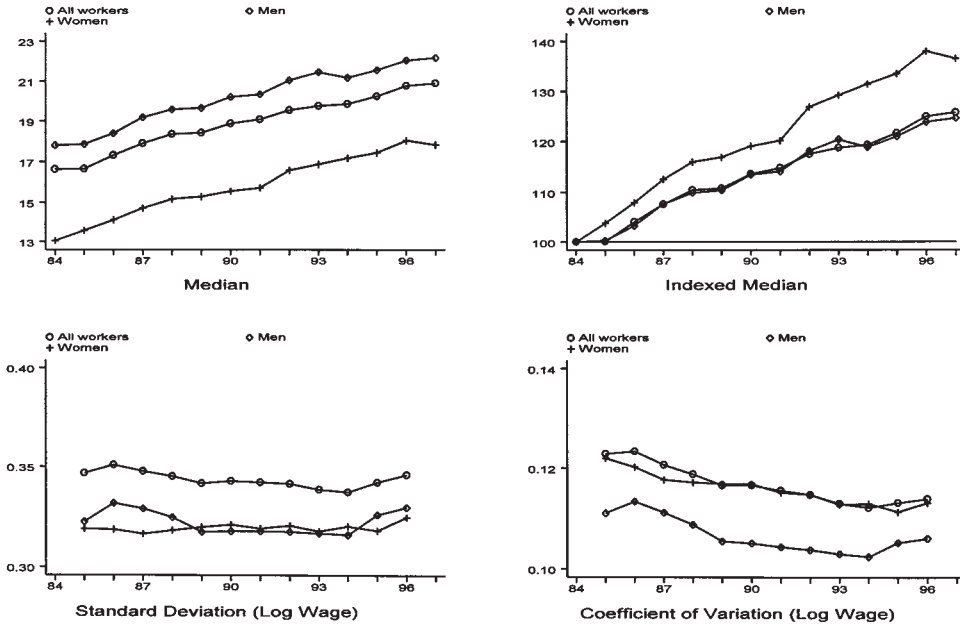 All workers Men
Women
23
21
19
17
15
13
84 87 90 93 96
Median
All workers Men
Women
140
130
120
110
100
84 87 90 93 96
Indexed Median
All workers Men
Women
0.40
0.35
0.30
84 87 90 93 96
Standard Deviation (Log Wage)
All workers Men
Women
0.14
0.12
0.10
84 87 90 93 96
Coefficient of Variation (Log Wage)